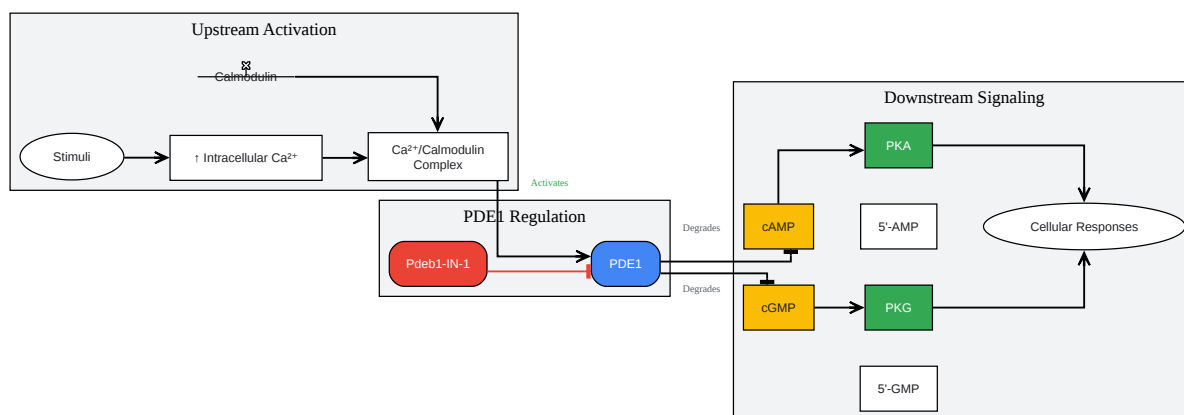 Upstream Activation
Calmodulin
Stimuli
↑ Intracellular Ca²⁺
Ca²⁺/Calmodulin
Complex
Activates
PDE1 Regulation
Pdeb1-IN-1
PDE1
Degrades
Degrades
Downstream Signaling
PKA
cAMP
5'-AMP
Cellular Responses
cGMP
PKG
5'-GMP